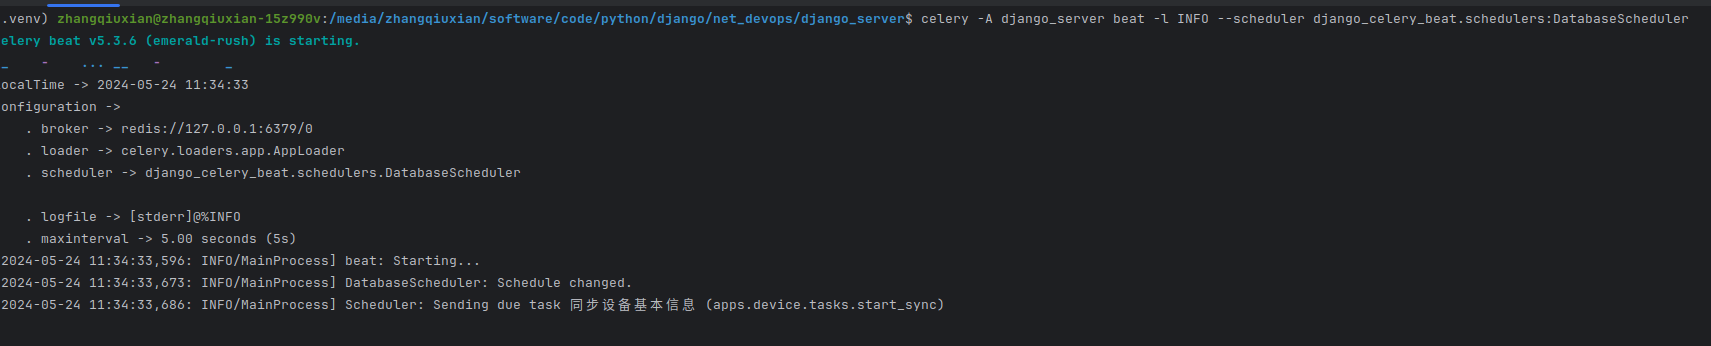 .venv) zhangqiuxian@zhangqiuxian-15z990v:/media/zhangqiuxian/software/code/python/django/net_devops/django_server$ celery -A django_server beat -l INFO --scheduler django_celery_beat.schedulers:DatabaseScheduler
elery beat v5.3.6 (emerald-rush) is starting.
_    -    ... __   -        _
ocalTime -> 2024-05-24 11:34:33
onfiguration ->
. broker -> redis://127.0.0.1:6379/0
. loader -> celery.loaders.app.AppLoader
. scheduler -> django_celery_beat.schedulers.DatabaseScheduler
. logfile -> [stderr]@%INFO
. maxinterval -> 5.00 seconds (5s)
2024-05-24 11:34:33,596: INFO/MainProcess] beat: Starting...
2024-05-24 11:34:33,673: INFO/MainProcess] DatabaseScheduler: Schedule changed.
2024-05-24 11:34:33,686: INFO/MainProcess] Scheduler: Sending due task 同步设备基本信息 (apps.device.tasks.start_sync)